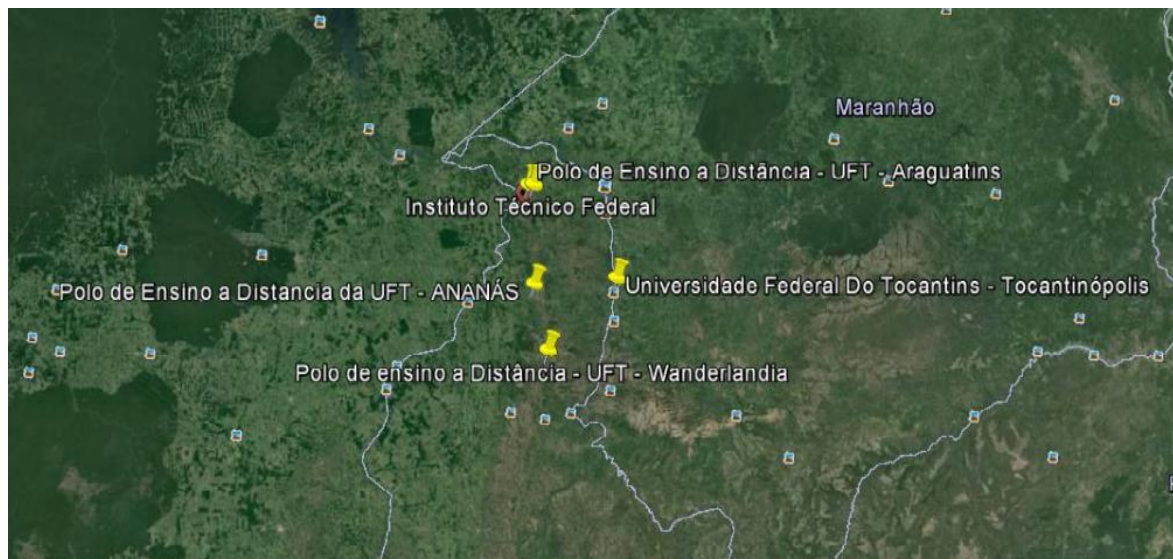 Maranhão
Polo de Ensino a Distãncia - UFT - Araguatins
Instituto Técnico Federal
Polo de Ensino a Distancia da UFT - ANANÁS
Universidade Federal Do Tocantins - Tocantinópolis
Polo de ensino a Distância - UFT - Wanderlandia